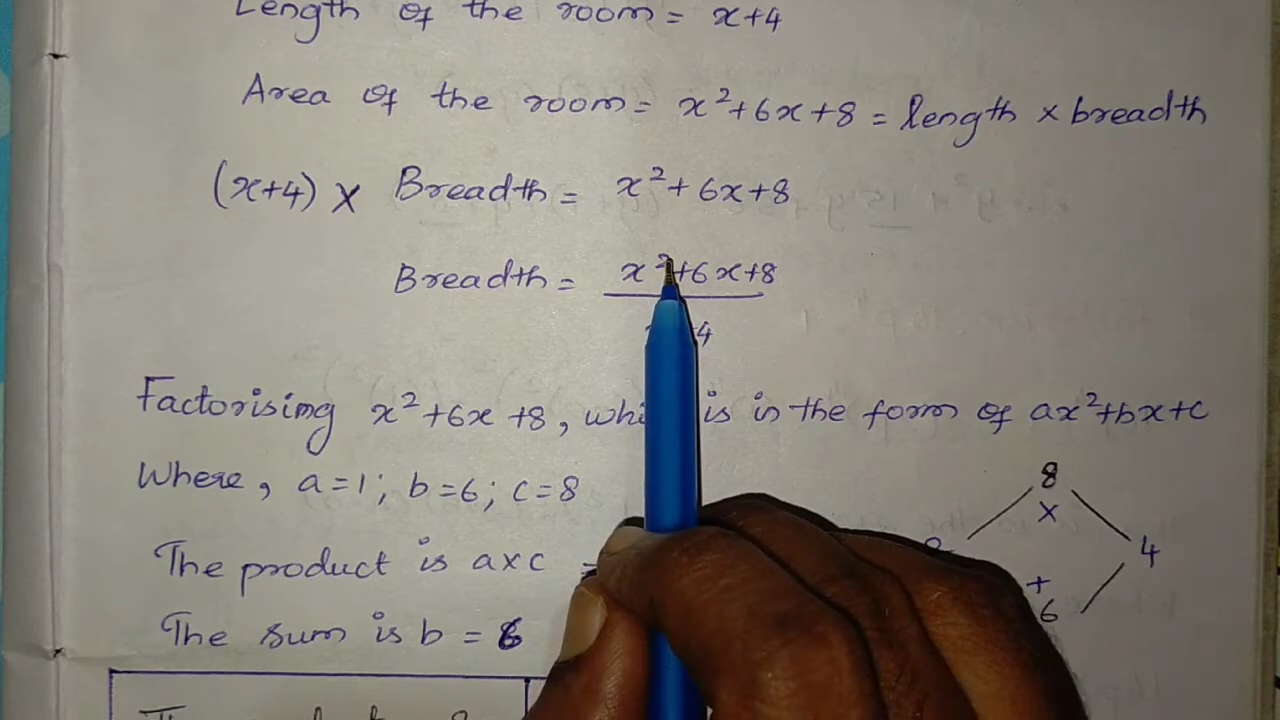 Length of the room = x+4
Area of the room = x²+6x+8 = length × breadth
(x+4) × Breadth = x²+6x+8
Breadth = x²+6x+8
4
Factorising x²+6x+8, is in the form of ax²+bx+c
Where, a=1; b=6; c=8
8
×
4
The product is a×c =
+
6
The sum is b = 6